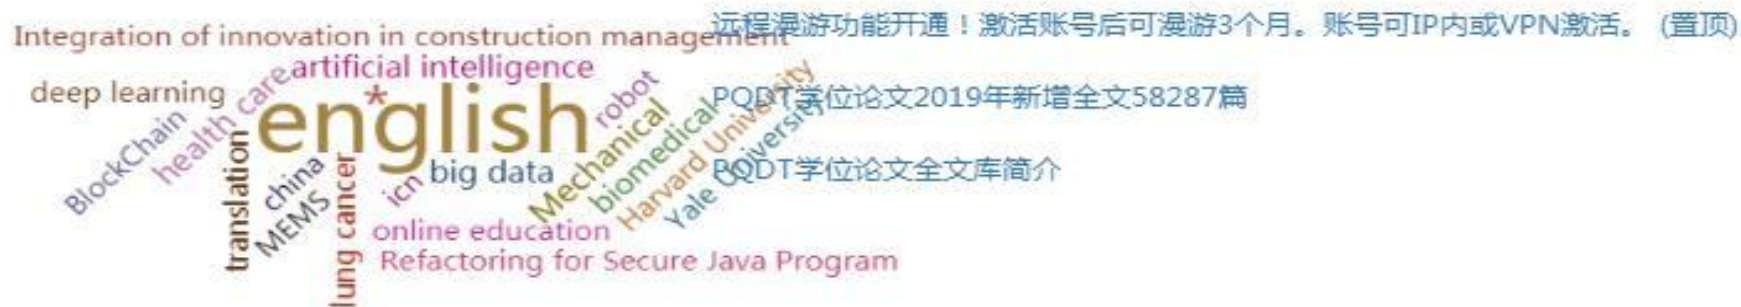 Integration of innovation in construction management
远程漫游功能开通！激活账号后可漫游3个月。账号可IP内或VPN激活。 (置顶)
artificial intelligence
deep learning
health care
BlockChain
english
*
robot
Mechanical
biomedical
Harvard University
Yale University
PQDT学位论文2019年新增全文58287篇
translation
china
MEMS
lung cancer
icn
big data
PQDT学位论文全文库简介
online education
Refactoring for Secure Java Program